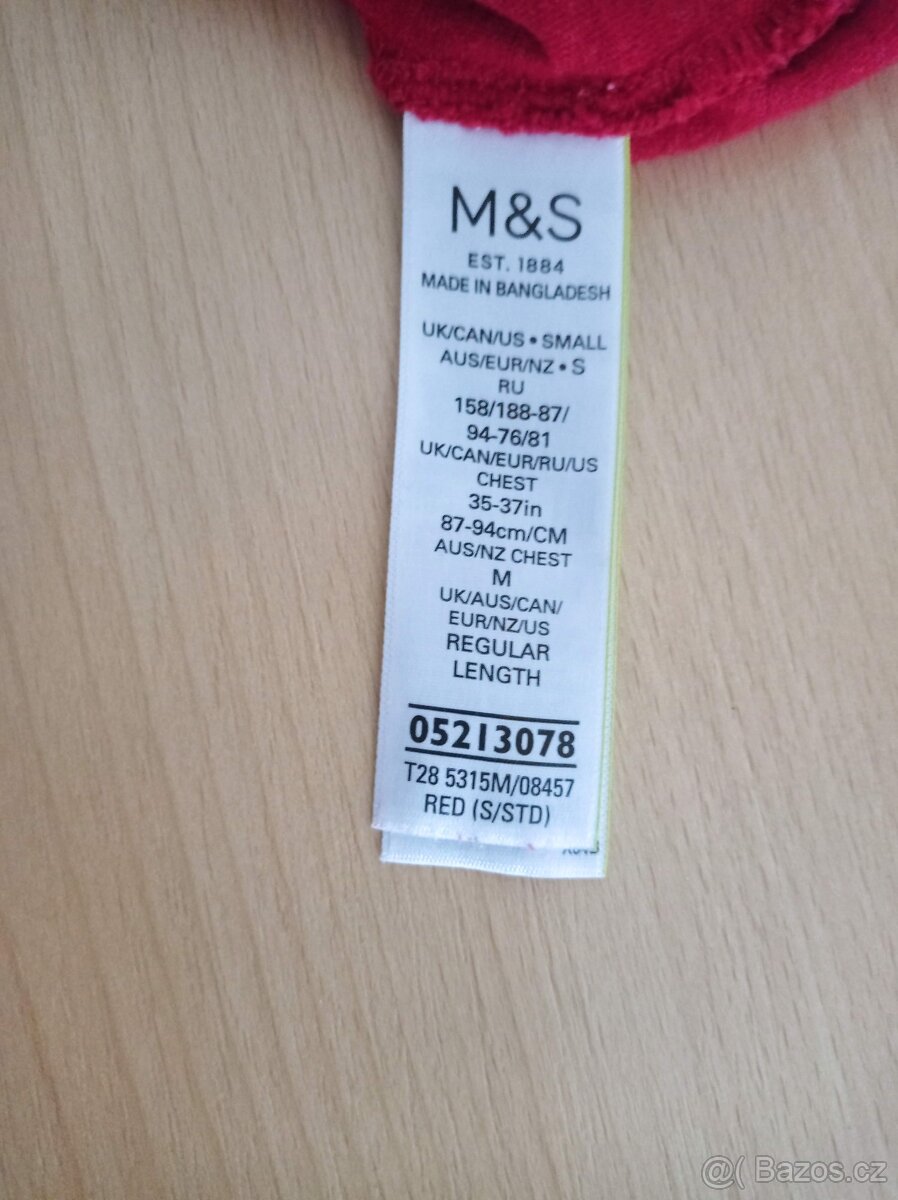 M&S
EST. 1884
MADE IN BANGLADESH
UK/CAN/US • SMALL
AUS/EUR/NZ • S
RU
158/188-87/
94-76/81
UK/CAN/EUR/RU/US
CHEST
35-37in
87-94cm/CM
AUS/NZ CHEST
M
UK/AUS/CAN/
EUR/NZ/US
REGULAR
LENGTH
05213078
T28 5315M/08457
RED (S/STD)
@( Bazos.cz